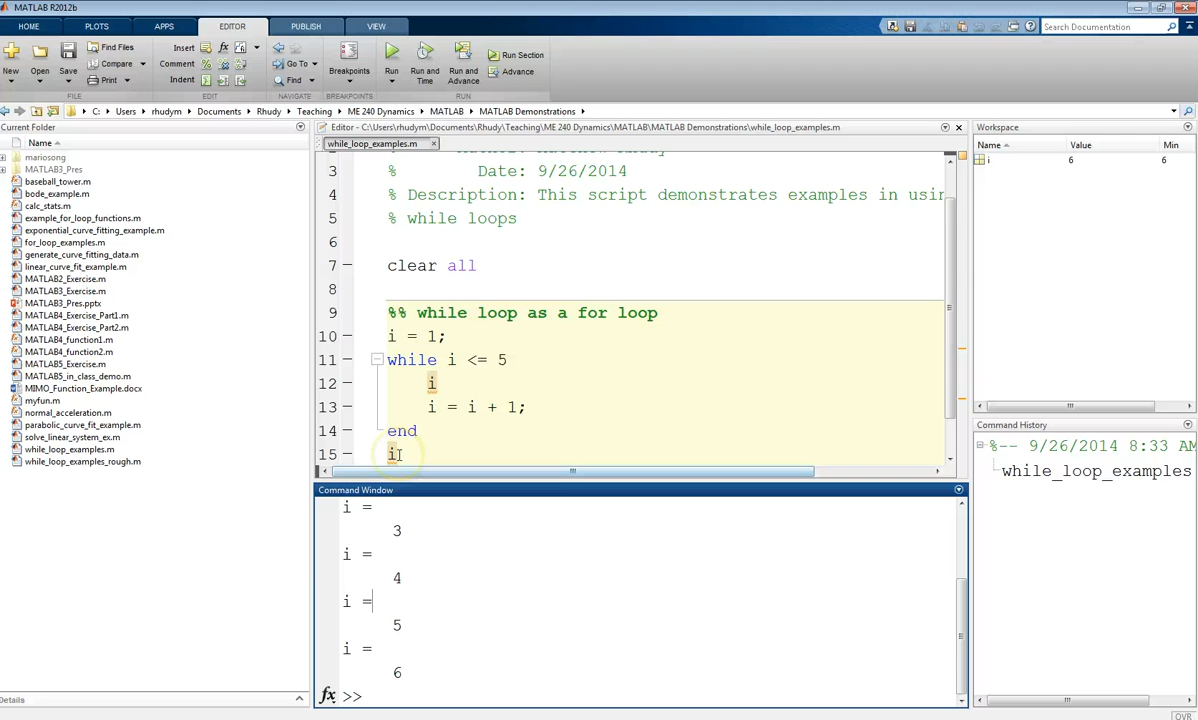 MATLAB R2012b
HOME PLOTS APPS EDITOR PUBLISH VIEW Search Documentation
New Open Save Find Files Compare Print
FILE
Insert Comment Indent
EDIT
Go To Find
NAVIGATE
Breakpoints
BREAKPOINTS
Run Run and Time Run and Advance Run Section Advance
RUN
C: Users rhudym Documents Rhudy Teaching ME 240 Dynamics MATLAB MATLAB Demonstrations
Current Folder
Name
mariosong
MATLAB3_Pres
baseball_tower.m
bode_example.m
calc_stats.m
example_for_loop_functions.m
exponential_curve_fitting_example.m
for_loop_examples.m
generate_curve_fitting_data.m
linear_curve_fit_example.m
MATLAB2_Exercise.m
MATLAB3_Exercise.m
MATLAB3_Pres.pptx
MATLAB4_Exercise_Part1.m
MATLAB4_Exercise_Part2.m
MATLAB4_function1.m
MATLAB4_function2.m
MATLAB5_Exercise.m
MATLAB5_in_class_demo.m
MIMO_Function_Example.docx
myfun.m
normal_acceleration.m
parabolic_curve_fit_example.m
solve_linear_system_ex.m
while_loop_examples.m
while_loop_examples_rough.m
Details
Editor - C:\Users\rhudym\Documents\Rhudy\Teaching\ME 240 Dynamics\MATLAB\MATLAB Demonstrations\while_loop_examples.m
while_loop_examples.m
3 % Date: 9/26/2014
4 % Description: This script demonstrates examples in usin
5 % while loops
6
7 clear all
8
9 %% while loop as a for loop
10 i = 1;
11 while i <= 5
12 i
13 i = i + 1;
14 end
15 i
Command Window
i =
3
i =
4
i =
5
i =
6
fx >>
Workspace
Name Value Min
i 6 6
Command History
%-- 9/26/2014 8:33 AM
while_loop_examples
OVR